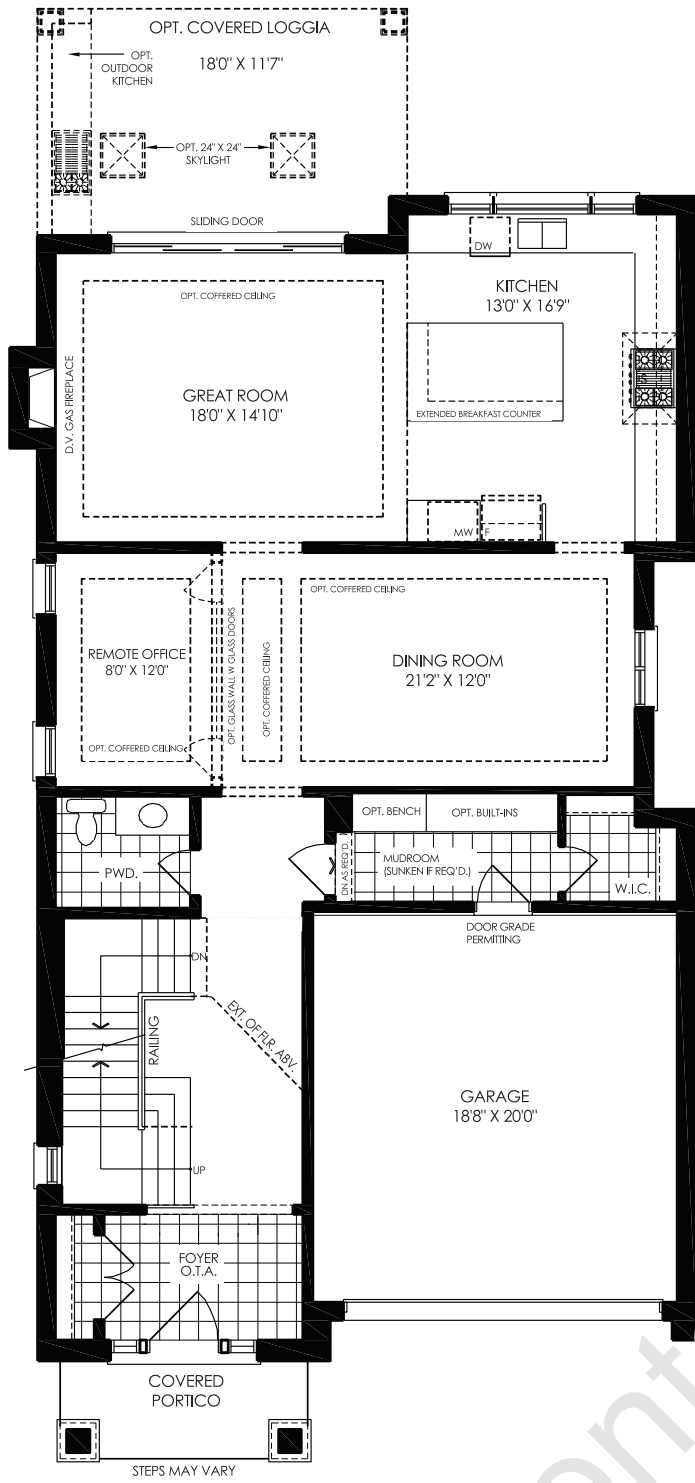 OPT. COVERED LOGGIA
18'0" X 11'7"
OPT.
OUTDOOR
KITCHEN
OPT. 24" X 24"
SKYLIGHT
SLIDING DOOR
DW
KITCHEN
13'0" X 16'9"
OPT. COFFERED CEILING
D.V. GAS FIREPLACE
GREAT ROOM
18'0" X 14'10"
EXTENDED BREAKFAST COUNTER
MW
F
REMOTE OFFICE
8'0" X 12'0"
OPT. COFFERED CEILING
OPT. GLASS WALL W GLASS DOORS
OPT. COFFERED CEILING
OPT. COFFERED CEILING
DINING ROOM
21'2" X 12'0"
PWD.
OPT. BENCH
OPT. BUILT-INS
DN AS REQ'D.
MUDROOM
(SUNKEN IF REQ'D.)
W.I.C.
DOOR GRADE
PERMITTING
DN
RAILING
EXT. OF FLR. ABV.
UP
GARAGE
18'8" X 20'0"
FOYER
O.T.A.
COVERED
PORTICO
STEPS MAY VARY